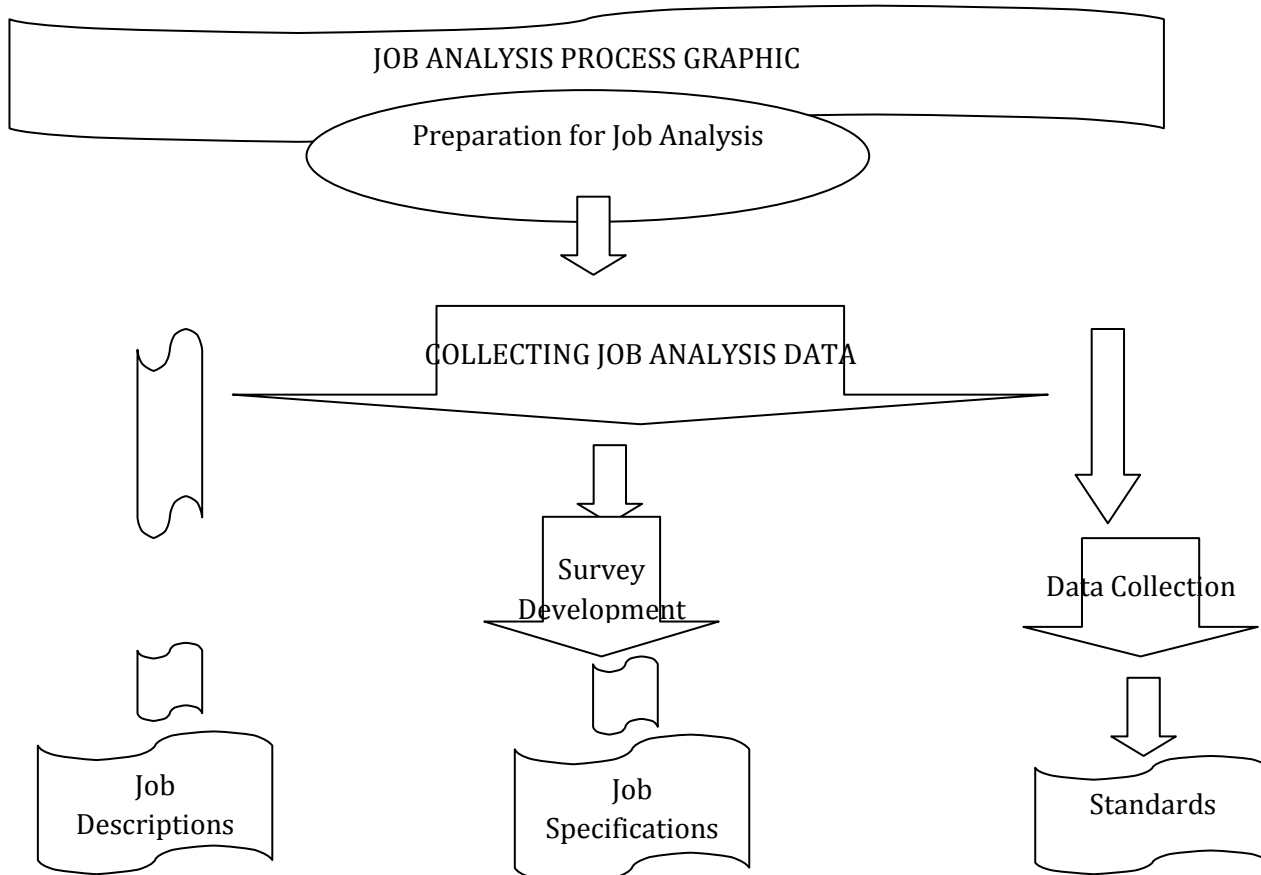 JOB ANALYSIS PROCESS GRAPHIC
Preparation for Job Analysis
COLLECTING JOB ANALYSIS DATA
Survey
Development
Data Collection
Job
Descriptions
Job
Specifications
Standards